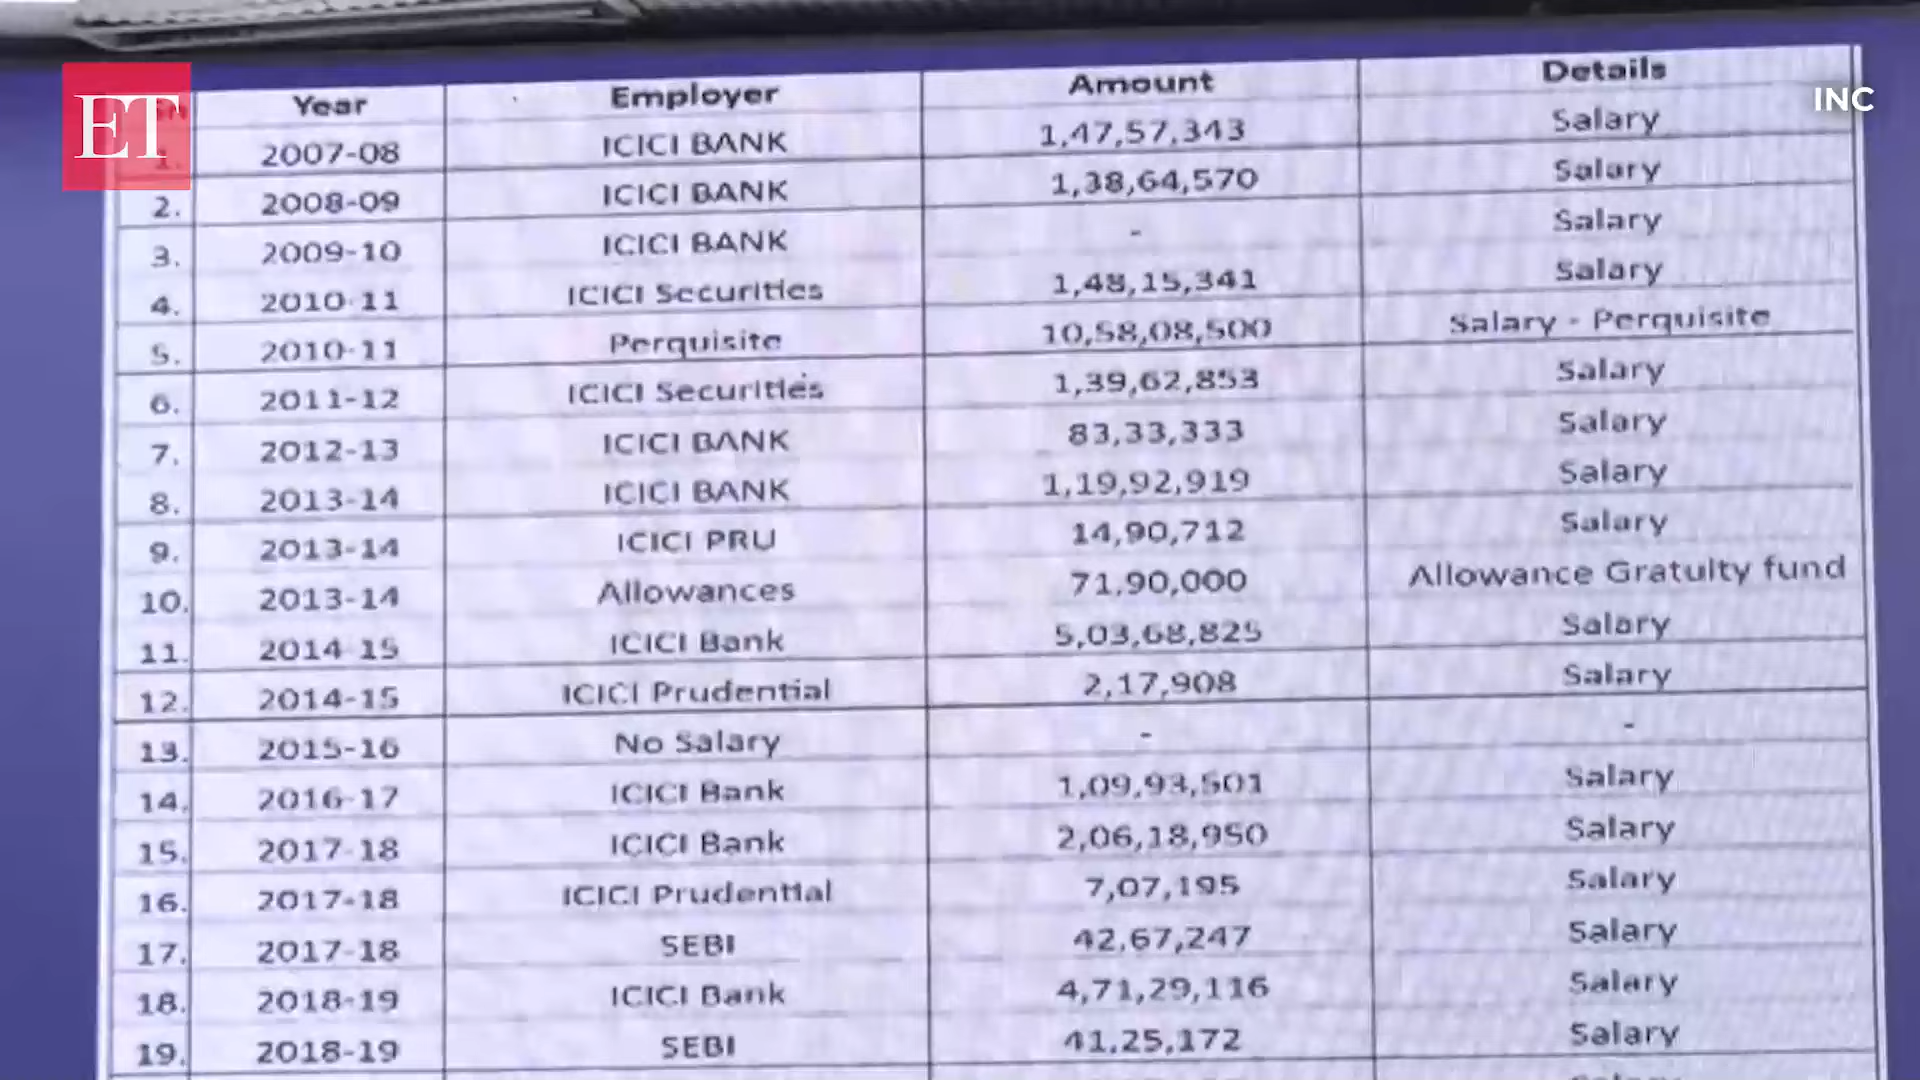 ET
INC
Sn Year Employer Amount Details
1. 2007-08 ICICI BANK 1,47,57,343 Salary
2. 2008-09 ICICI BANK 1,38,64,570 Salary
3. 2009-10 ICICI BANK - Salary
4. 2010-11 ICICI Securities 1,48,15,341 Salary
5. 2010-11 Perquisite 10,58,08,500 Salary - Perquisite
6. 2011-12 ICICI Securities 1,39,62,853 Salary
7. 2012-13 ICICI BANK 83,33,333 Salary
8. 2013-14 ICICI BANK 1,19,92,919 Salary
9. 2013-14 ICICI PRU 14,90,712 Salary
10. 2013-14 Allowances 71,90,000 Allowance Gratuity fund
11. 2014-15 ICICI Bank 5,03,68,825 Salary
12. 2014-15 ICICI Prudential 2,17,908 Salary
13. 2015-16 No Salary - -
14. 2016-17 ICICI Bank 1,09,93,501 Salary
15. 2017-18 ICICI Bank 2,06,18,950 Salary
16. 2017-18 ICICI Prudential 7,07,195 Salary
17. 2017-18 SEBI 42,67,247 Salary
18. 2018-19 ICICI Bank 4,71,29,116 Salary
19. 2018-19 SEBI 41,25,172 Salary